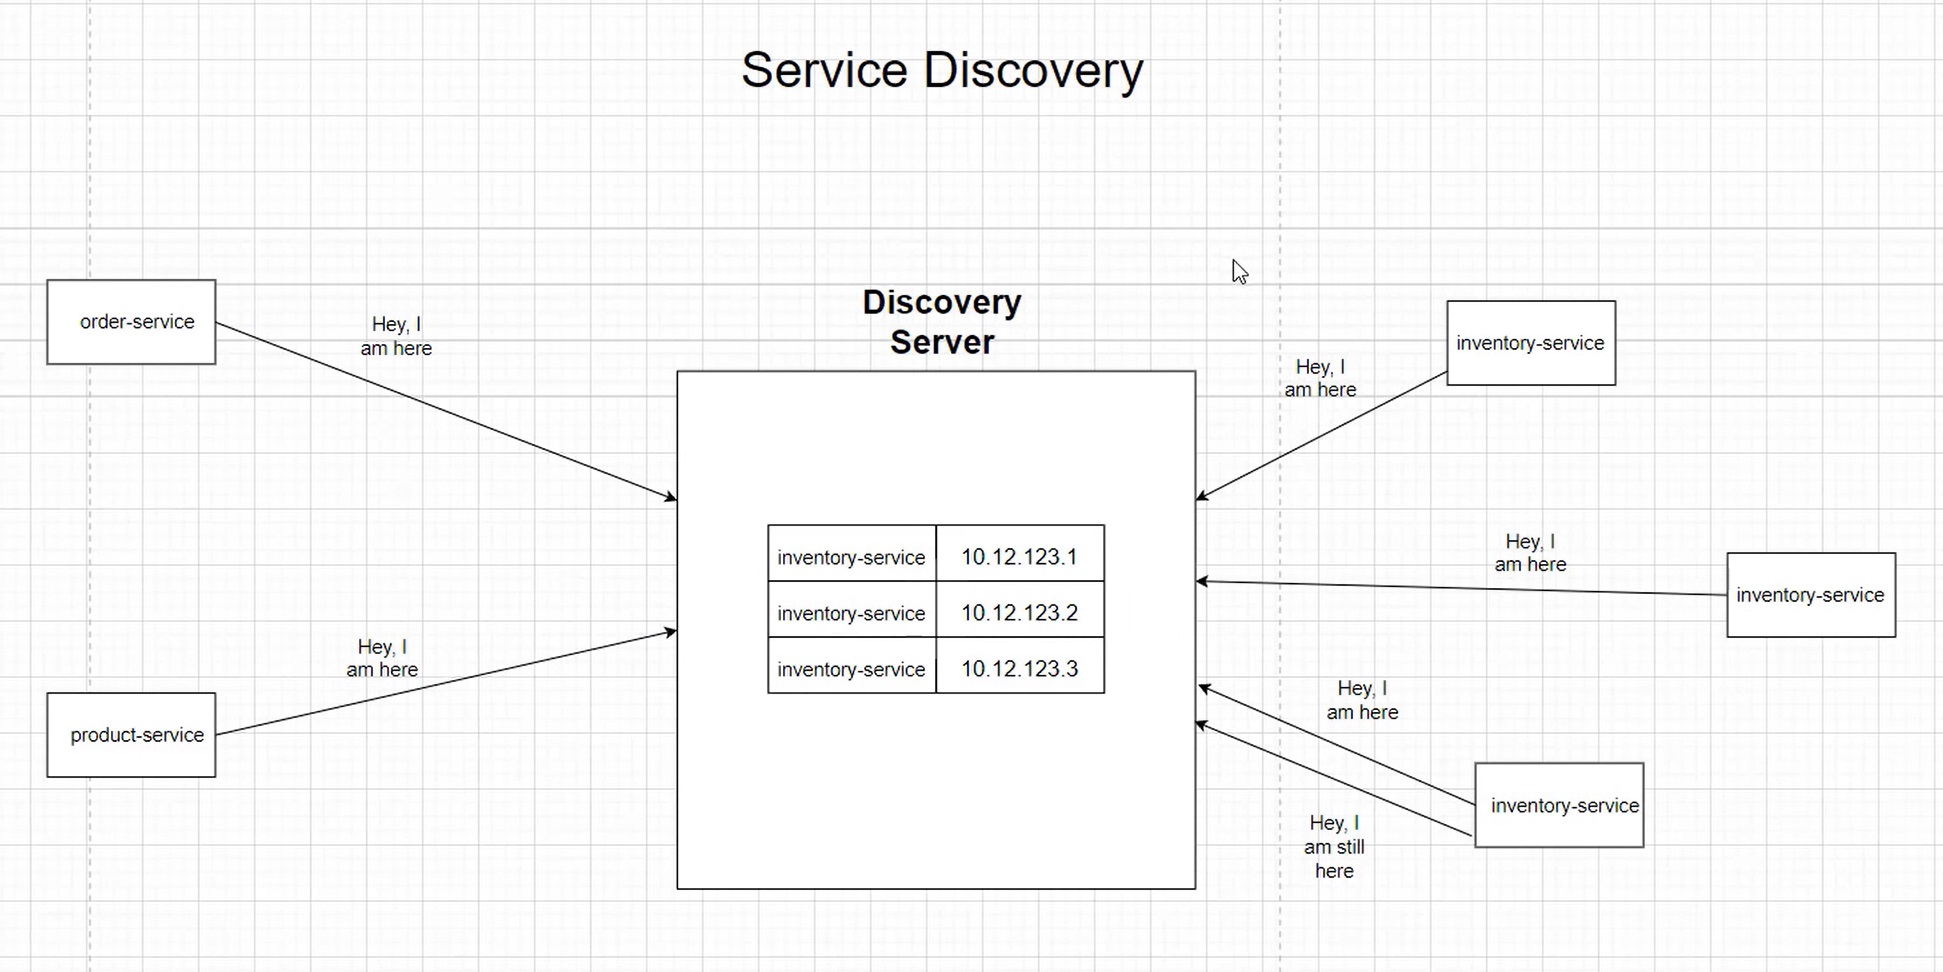 Service Discovery
order-service
Hey, I
am here
Discovery
Server
inventory-service
Hey, I
am here
Hey, I
am here
inventory-service
inventory-service 10.12.123.1
inventory-service 10.12.123.2
inventory-service 10.12.123.3
Hey, I
am here
product-service
Hey, I
am here
inventory-service
Hey, I
am still
here